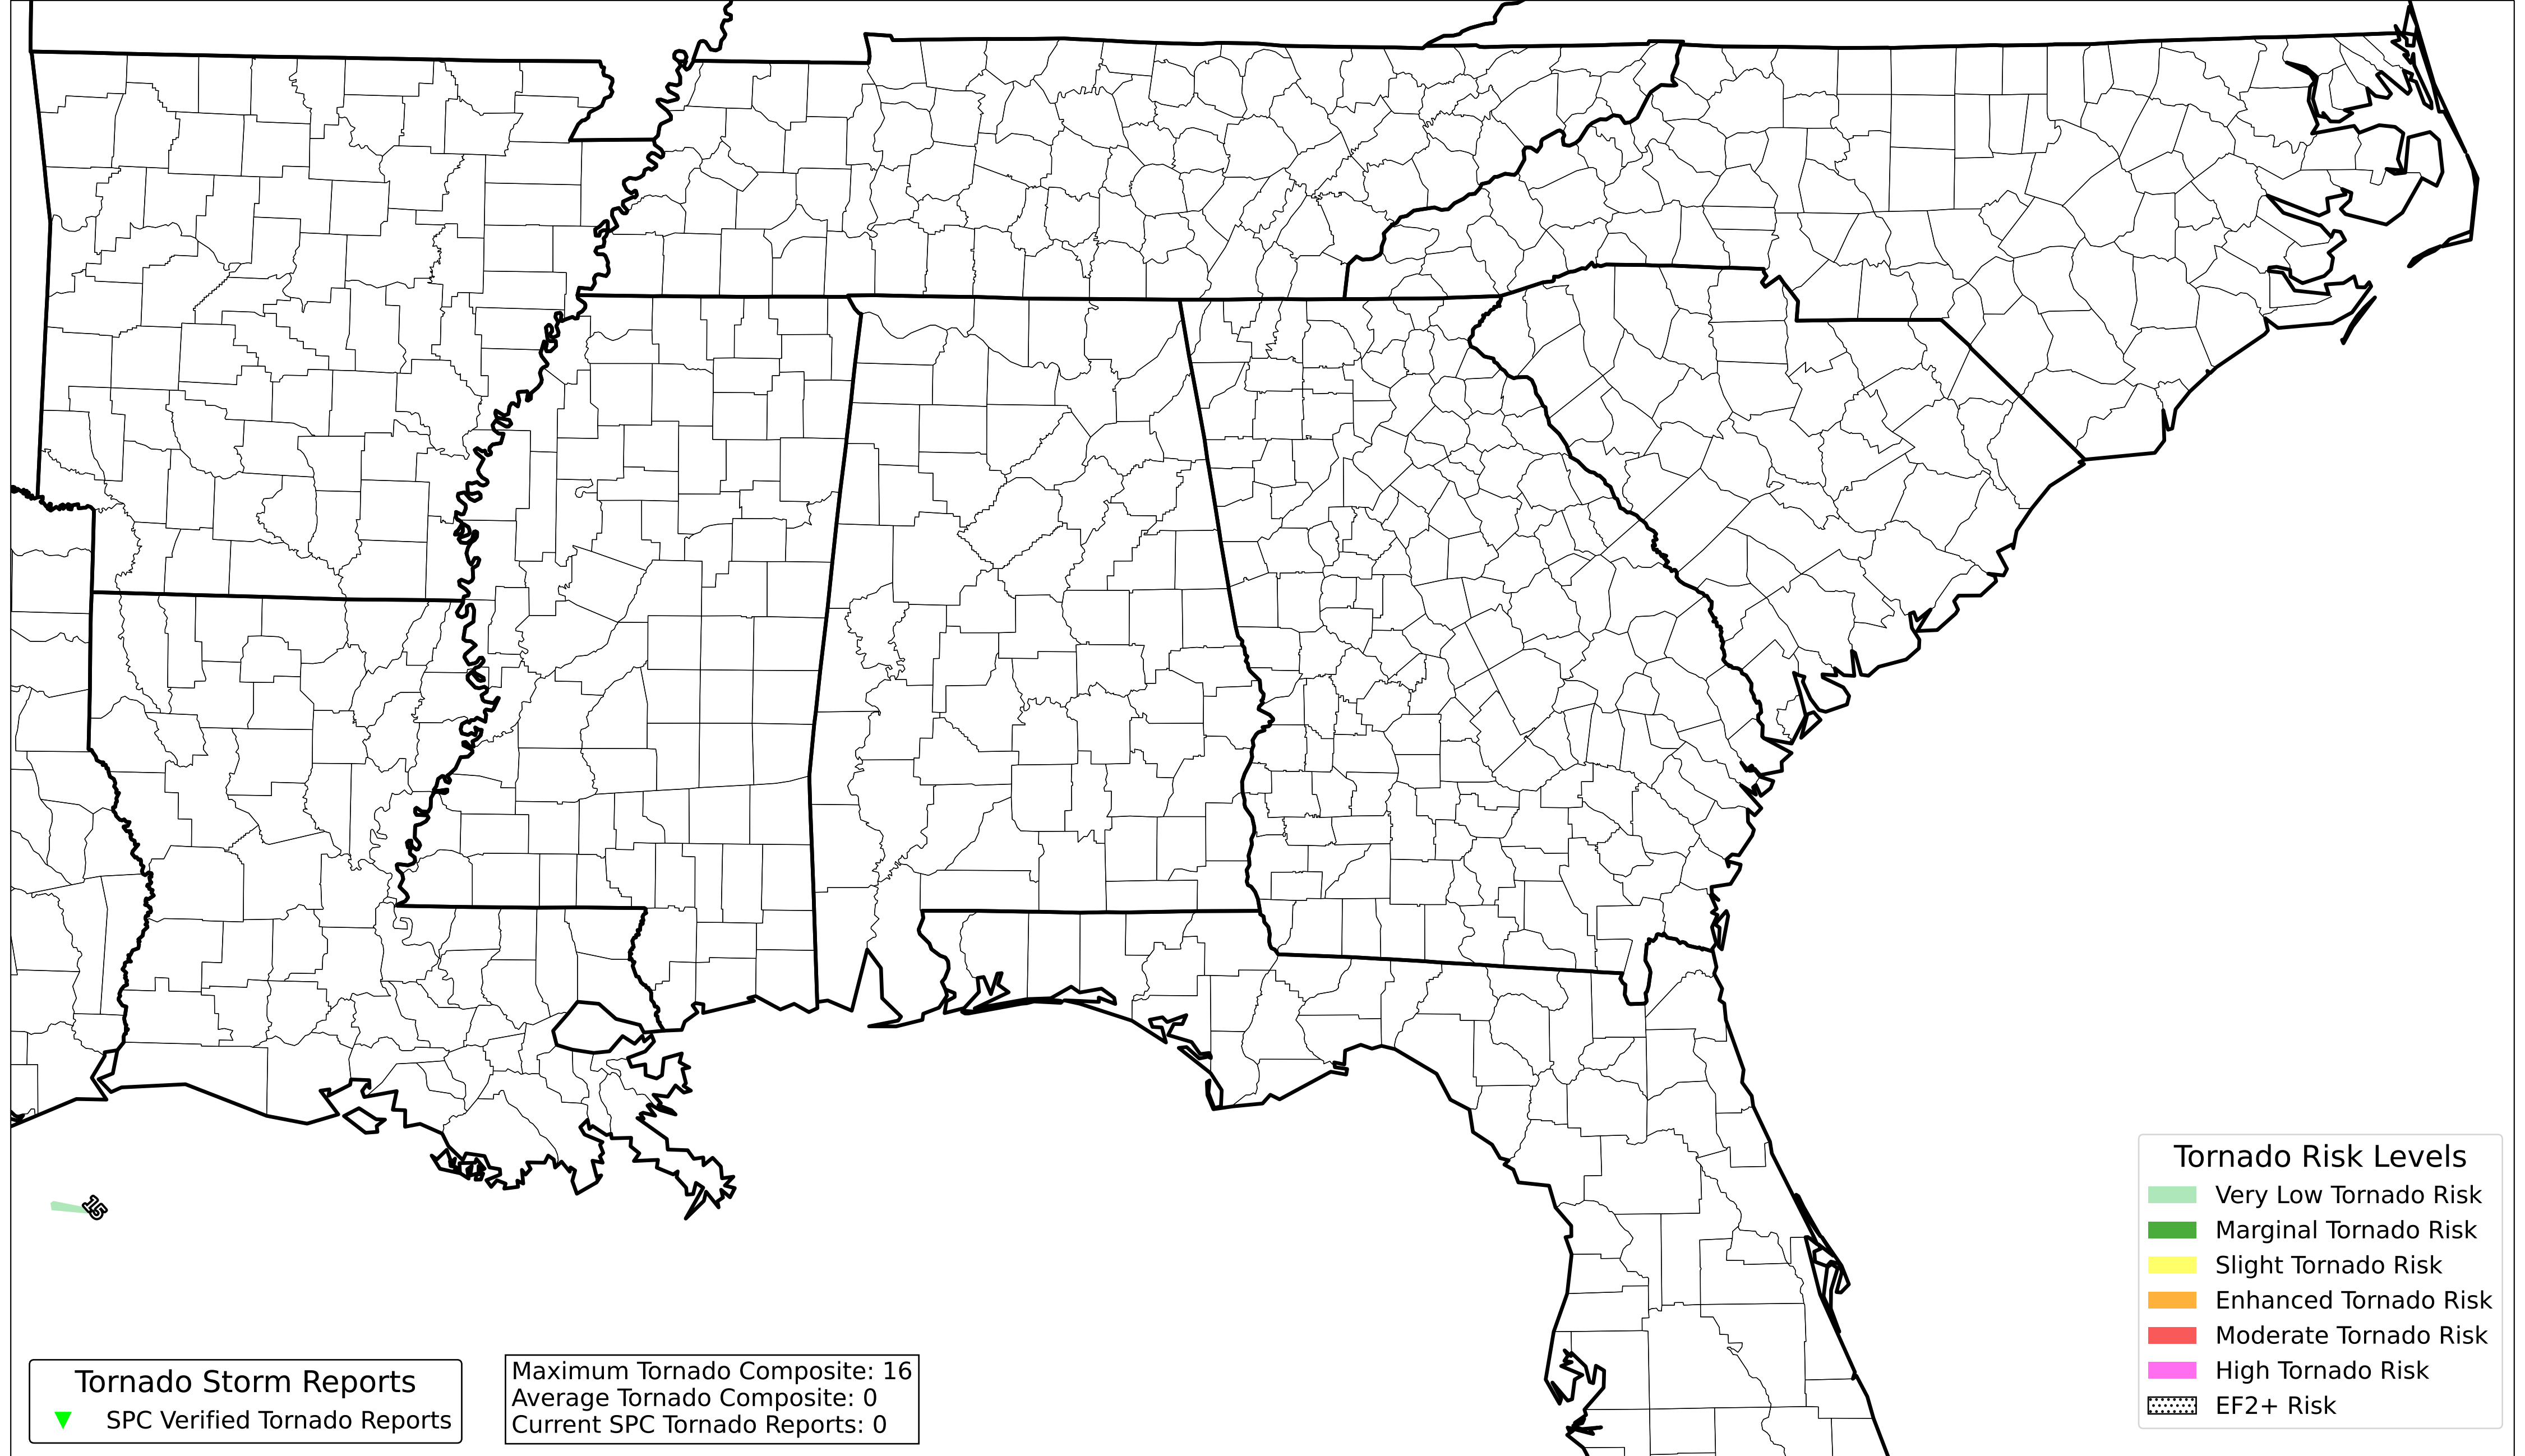 15
Tornado Storm Reports
SPC Verified Tornado Reports
Maximum Tornado Composite: 16
Average Tornado Composite: 0
Current SPC Tornado Reports: 0
Tornado Risk Levels
Very Low Tornado Risk
Marginal Tornado Risk
Slight Tornado Risk
Enhanced Tornado Risk
Moderate Tornado Risk
High Tornado Risk
EF2+ Risk